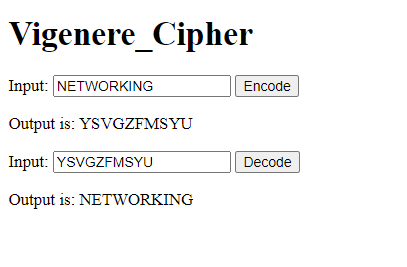 Vigenere_Cipher
Input: NETWORKING Encode
Output is: YSVGZFMSYU
Input: YSVGZFMSYU Decode
Output is: NETWORKING